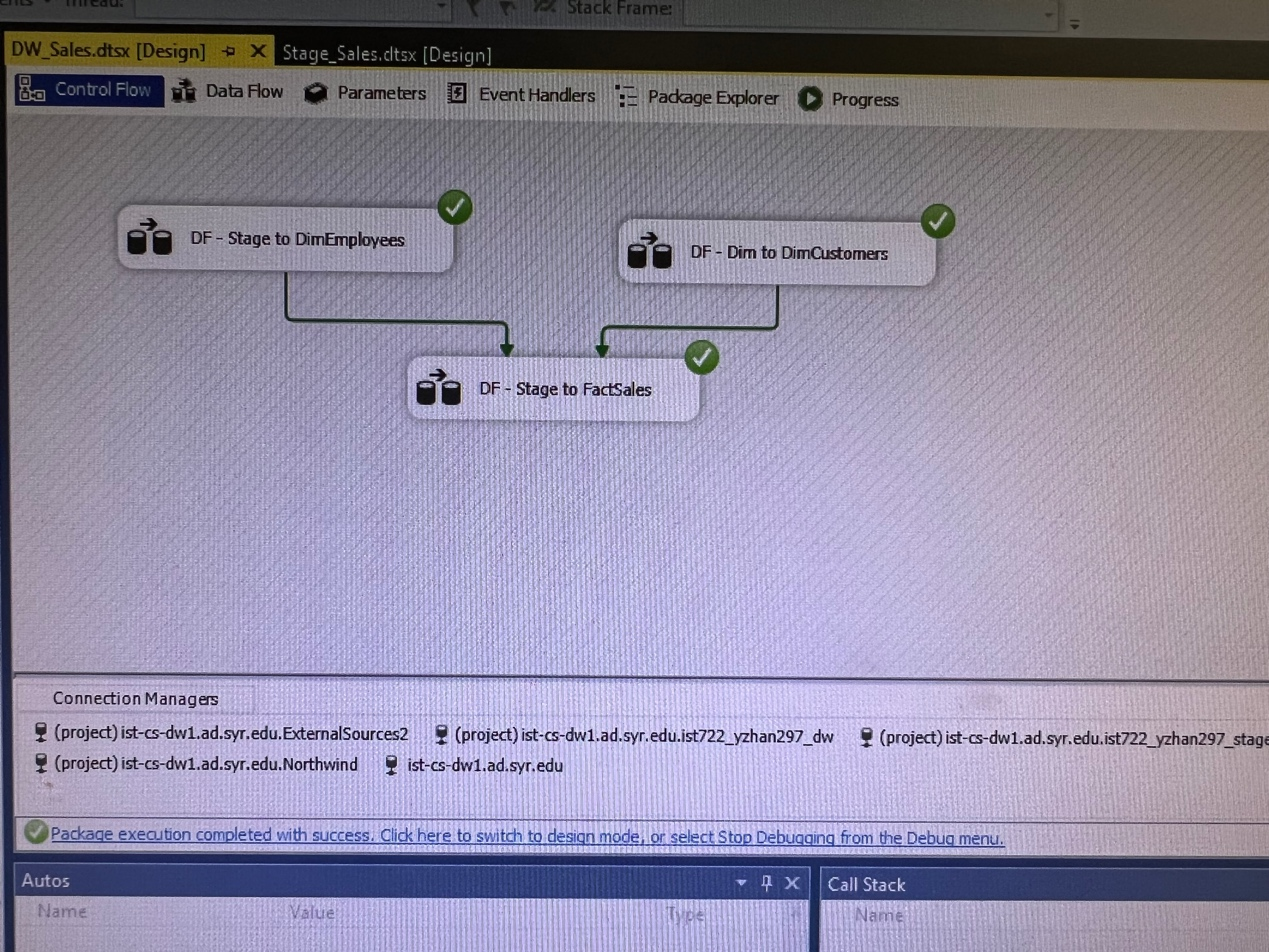 Thread:
Stack Frame:
DW_Sales.dtsx [Design] Stage_Sales.dtsx [Design]
Control Flow Data Flow Parameters Event Handlers Package Explorer Progress
DF - Stage to DimEmployees
DF - Dim to DimCustomers
DF - Stage to FactSales
Connection Managers
(project) ist-cs-dw1.ad.syr.edu.ExternalSources2 (project) ist-cs-dw1.ad.syr.edu.ist722_yzhan297_dw (project) ist-cs-dw1.ad.syr.edu.ist722_yzhan297_stage
(project) ist-cs-dw1.ad.syr.edu.Northwind ist-cs-dw1.ad.syr.edu
Package execution completed with success. Click here to switch to design mode, or select Stop Debugging from the Debug menu.
Autos Call Stack
Name Value Type Name